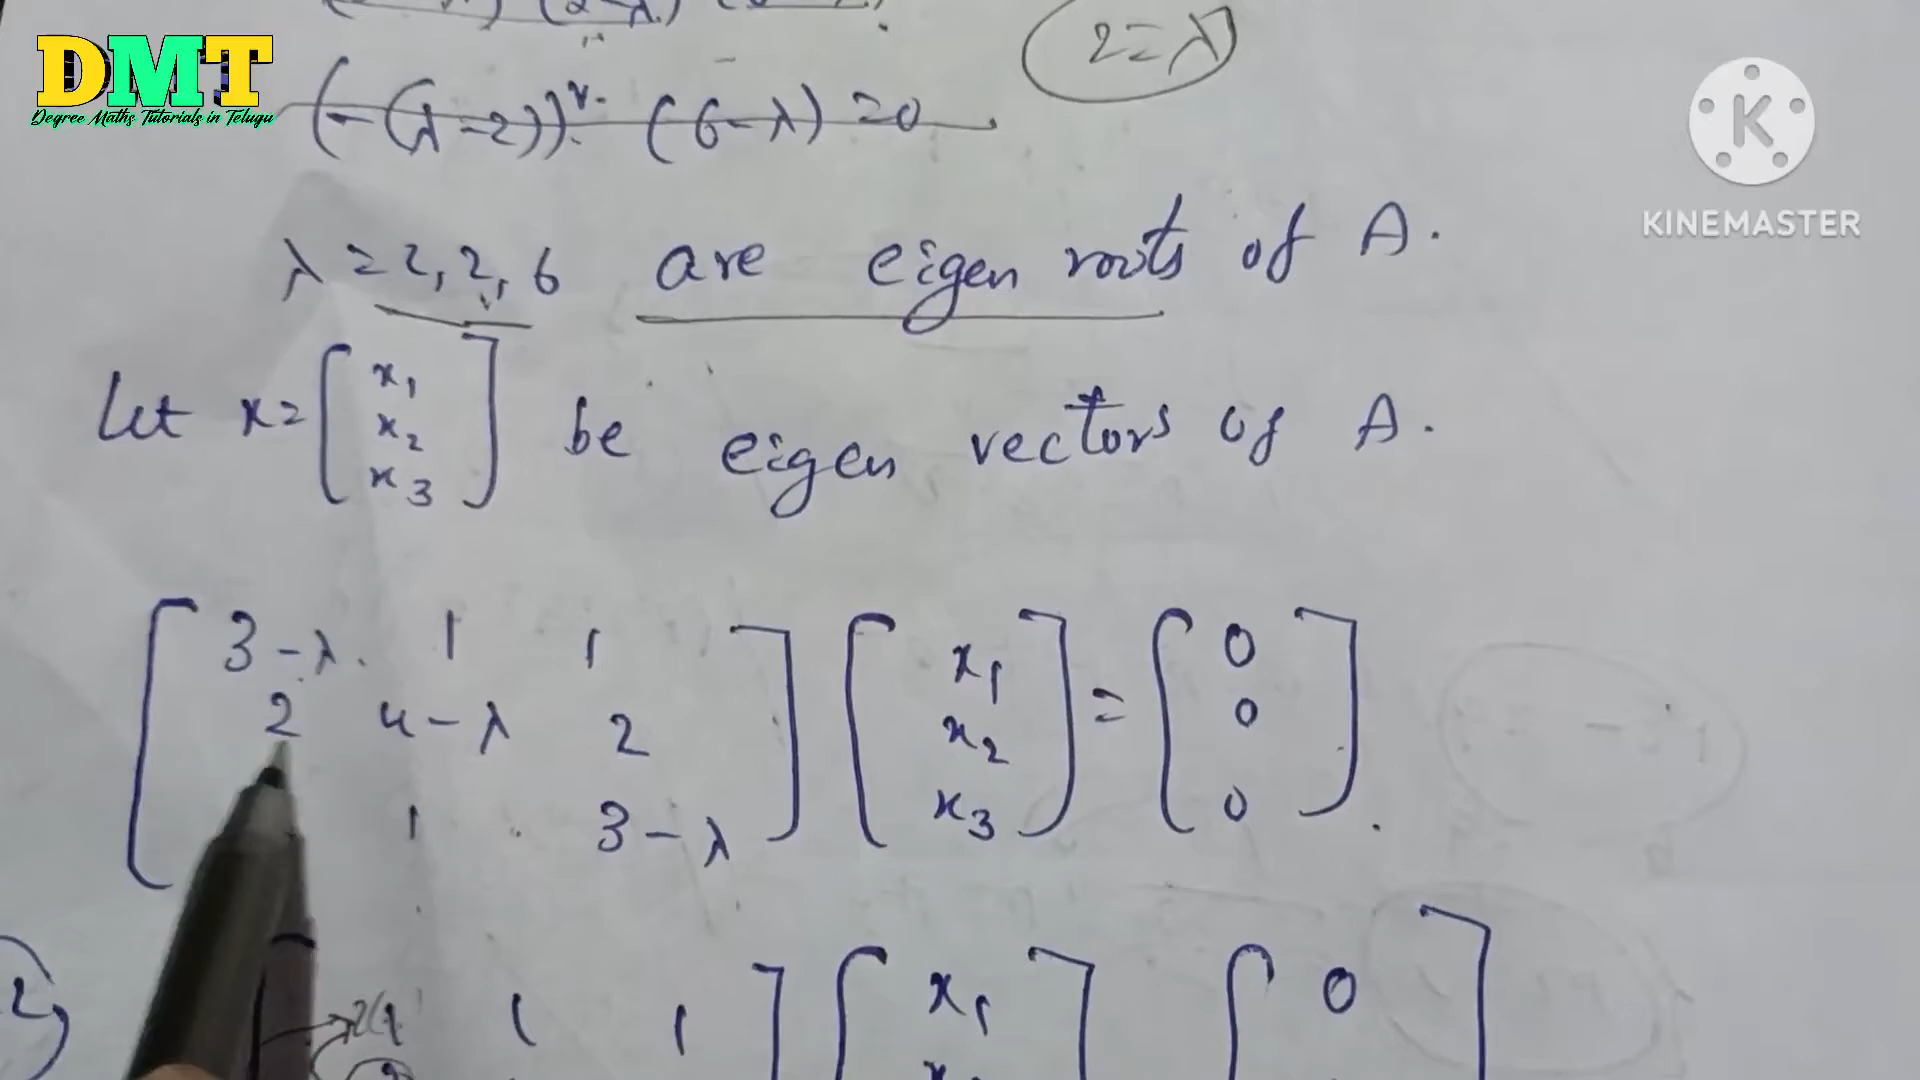 DMT
Degree Maths Tutorials in Telugu
K
KINEMASTER
2=λ
(-(λ-2))². (6-λ)=0
λ=2,2,6 are eigen roots of A.
Let x=[x₁ x₂ x₃] be eigen vectors of A.
[3-λ 1 1] [x₁] = [0]
[2 4-λ 2] [x₂] [0]
[1 3-λ] [x₃] [0]
1 1] [x₁] [0]